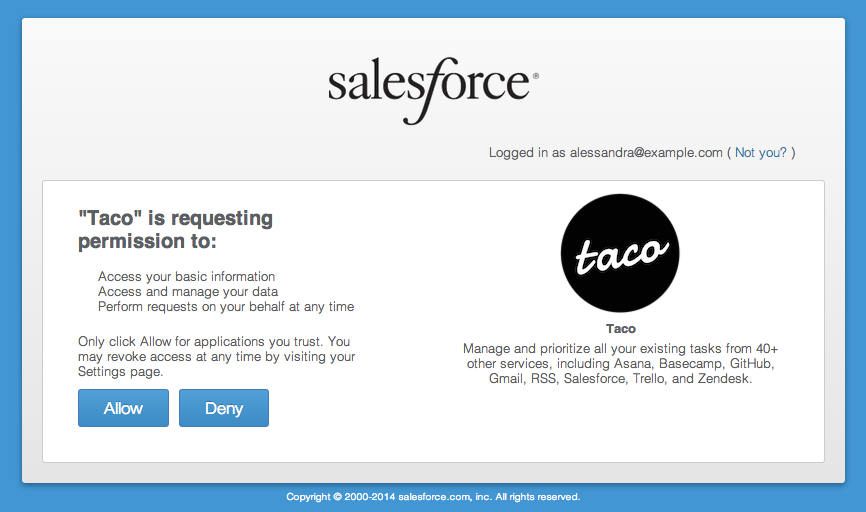 salesforce®
Logged in as alessandra@example.com ( Not you? )
"Taco" is requesting
permission to:
Access your basic information
Access and manage your data
Perform requests on your behalf at any time
Only click Allow for applications you trust. You
may revoke access at any time by visiting your
Settings page.
Allow
Deny
taco
Taco
Manage and prioritize all your existing tasks from 40+
other services, including Asana, Basecamp, GitHub,
Gmail, RSS, Salesforce, Trello, and Zendesk.
Copyright © 2000-2014 salesforce.com, inc. All rights reserved.